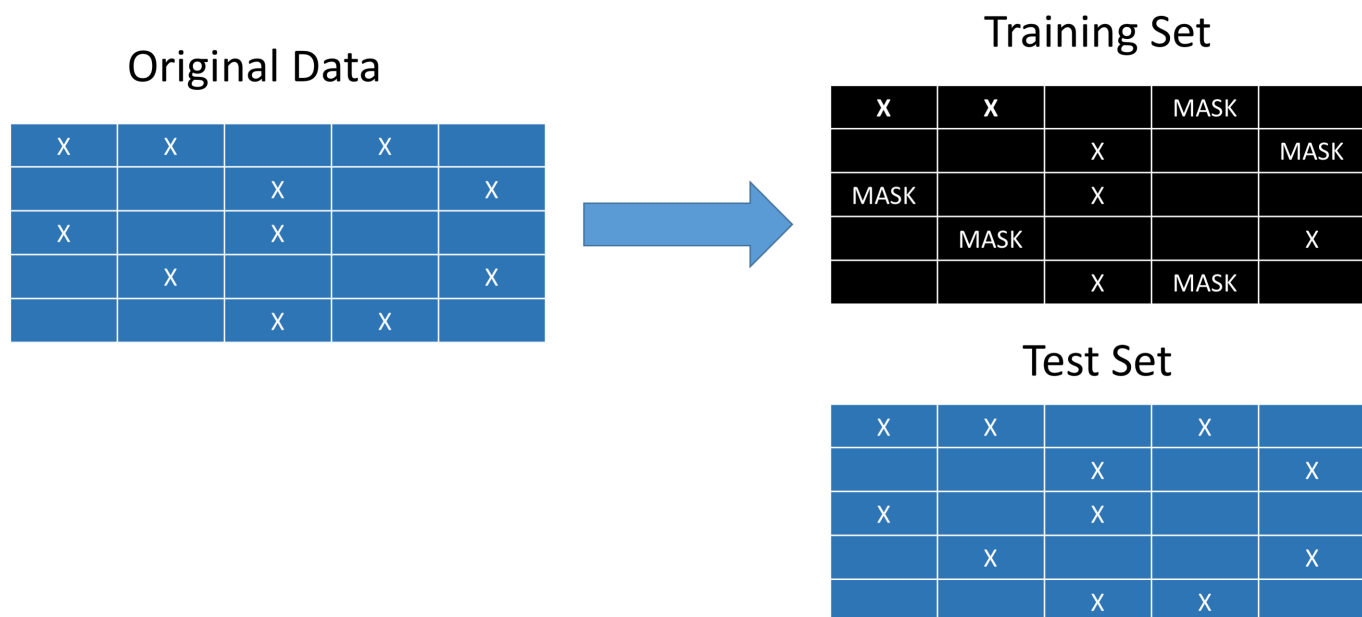 Original Data
X X X
X X
X X
X X
X X
Training Set
X X MASK
X MASK
MASK X
MASK X
X MASK
Test Set
X X X
X X
X X
X X
X X